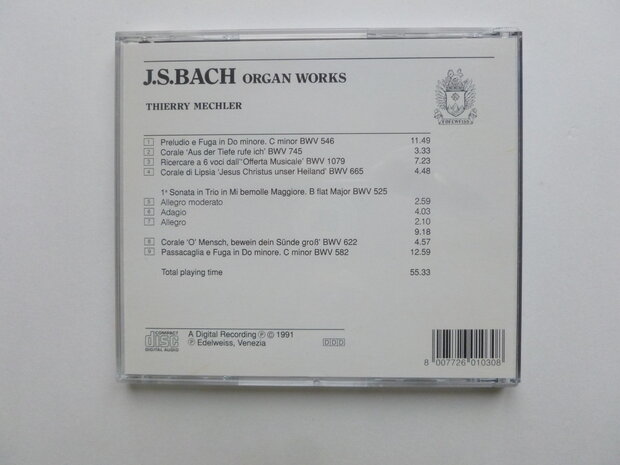 J.S.BACH ORGAN WORKS
THIERRY MECHLER
EDELWEISS
1 Preludio e Fuga in Do minore. C minor BWV 546 11.49
2 Corale 'Aus der Tiefe rufe ich' BWV 745 3.33
3 Ricercare a 6 voci dall''Offerta Musicale' BWV 1079 7.23
4 Corale di Lipsia 'Jesus Christus unser Heiland' BWV 665 4.48
1ª Sonata in Trio in Mi bemolle Maggiore. B flat Major BWV 525
5 Allegro moderato 2.59
6 Adagio 4.03
7 Allegro 2.10
9.18
8 Corale 'O' Mensch, bewein dein Sünde groß' BWV 622 4.57
9 Passacaglia e Fuga in Do minore. C minor BWV 582 12.59
Total playing time 55.33
COMPACT
disc
DIGITAL AUDIO
A Digital Recording ℗ © 1991
℗ Edelweiss, Venezia
DDD
8 007726 010308